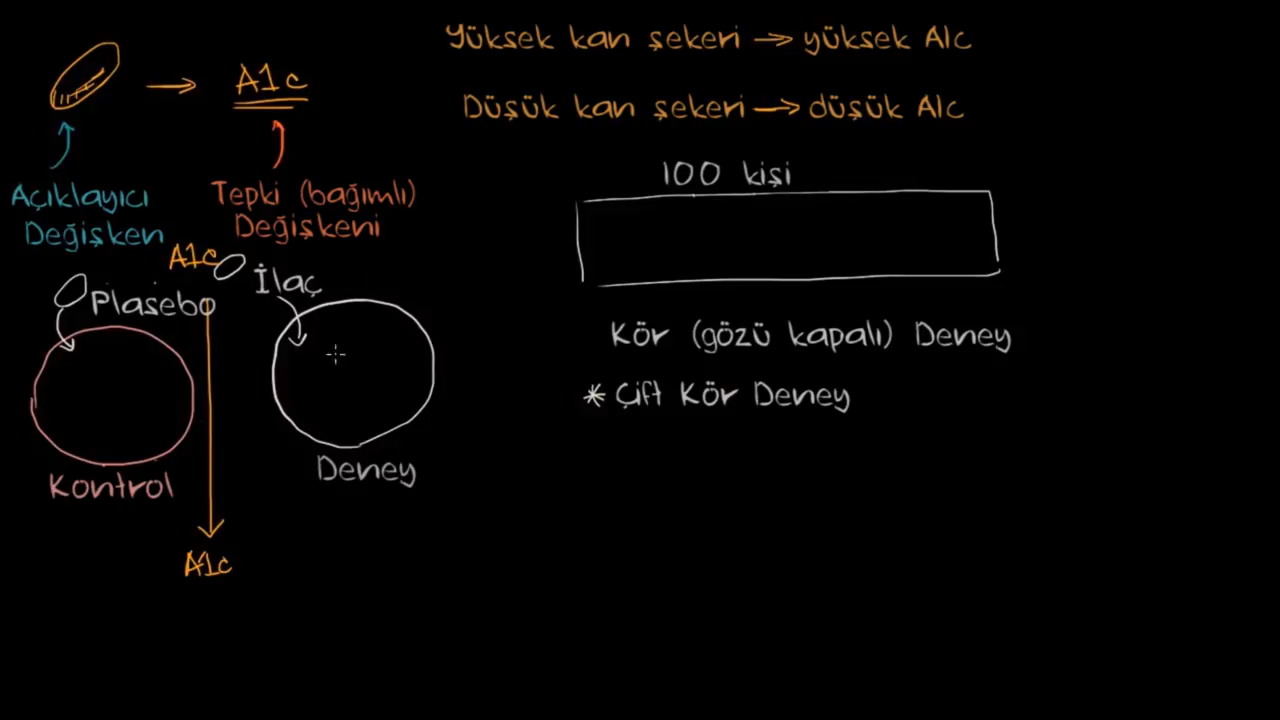 Yüksek kan şekeri → yüksek A1c
A1c
Düşük kan şekeri → düşük A1c
100 kişi
Açıklayıcı
Değişken
Tepki (bağımlı)
Değişkeni
A1c
İlaç
Plasebo
Kör (gözü kapalı) Deney
* Çift Kör Deney
Deney
Kontrol
A1c